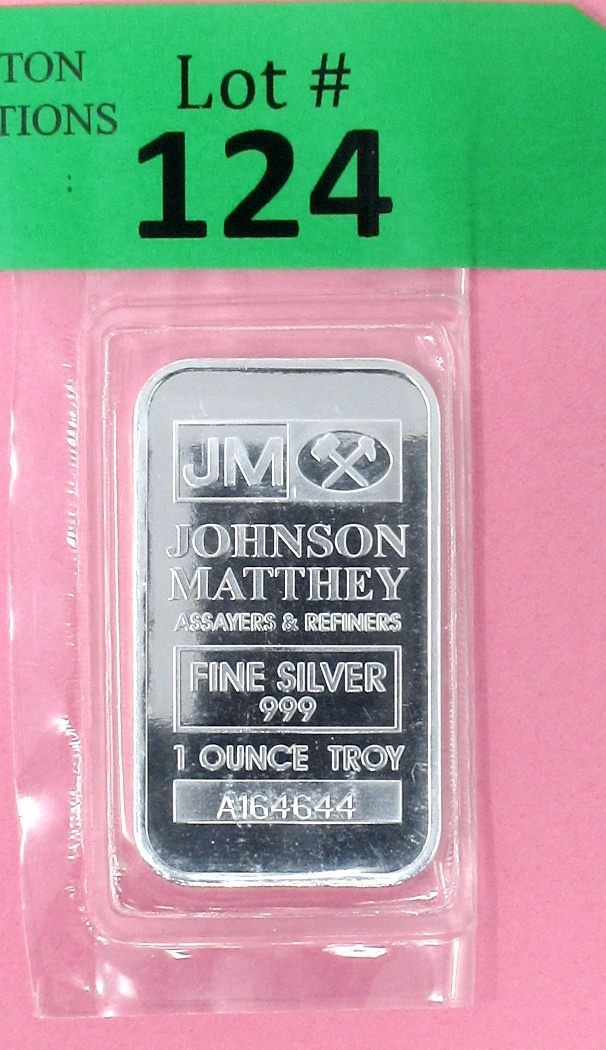 TON
TIONS
Lot #
124
JM
JOHNSON
MATTHEY
ASSAYERS & REFINERS
FINE SILVER
999
1 OUNCE TROY
A164644